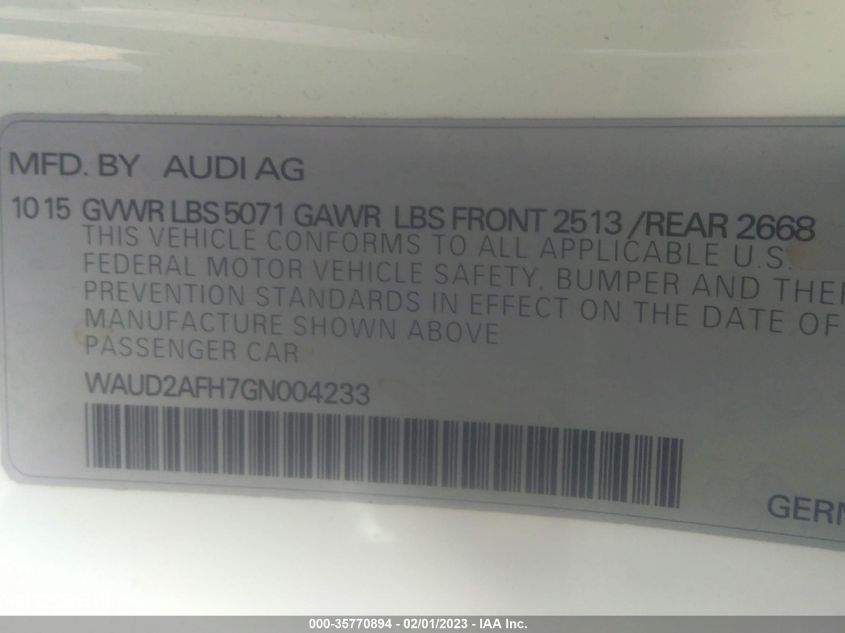 MFD. BY AUDI AG
10 15 GVWR LBS 5071 GAWR LBS FRONT 2513 /REAR 2668
THIS VEHICLE CONFORMS TO ALL APPLICABLE U.S.
FEDERAL MOTOR VEHICLE SAFETY, BUMPER AND THEF
PREVENTION STANDARDS IN EFFECT ON THE DATE OF
MANUFACTURE SHOWN ABOVE
PASSENGER CAR
WAUD2AFH7GN004233
GERM
000-35770894 - 02/01/2023 - IAA Inc.